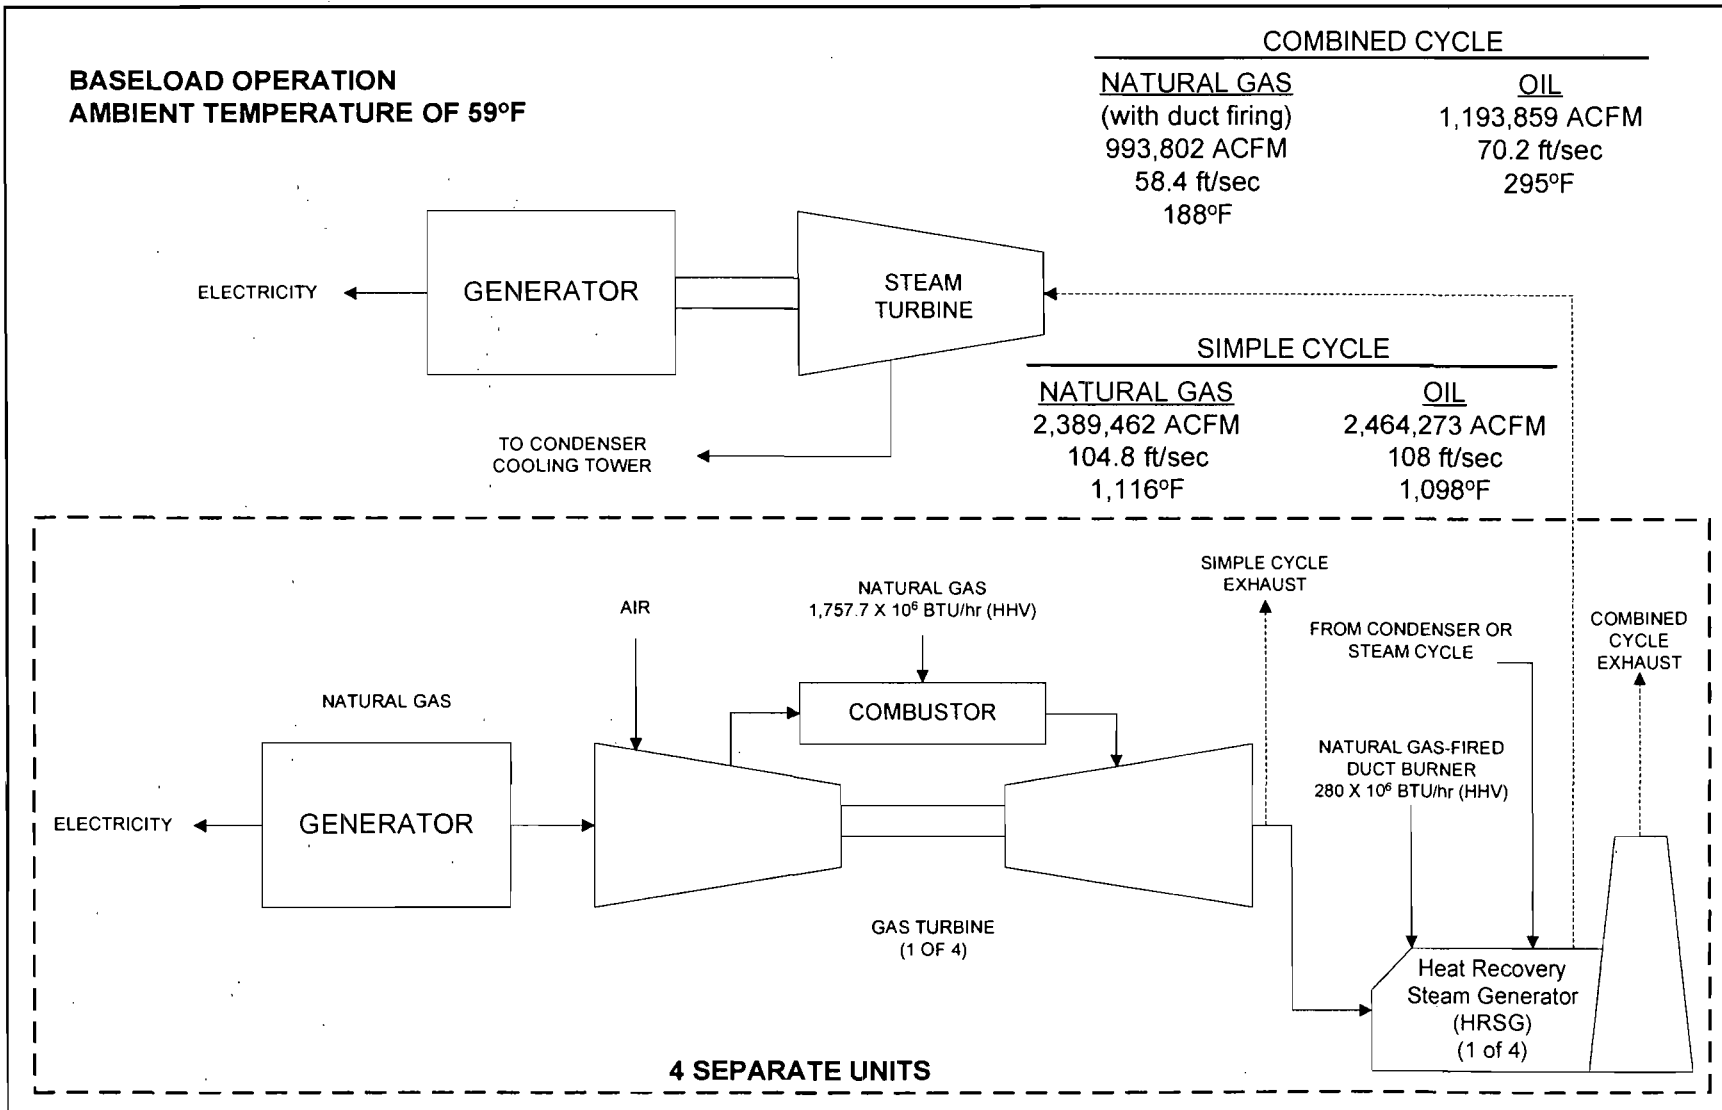 BASELOAD OPERATION
AMBIENT TEMPERATURE OF 59ºF
COMBINED CYCLE
NATURAL GAS
(with duct firing)
993,802 ACFM
58.4 ft/sec
188ºF
OIL
1,193,859 ACFM
70.2 ft/sec
295ºF
ELECTRICITY
GENERATOR
STEAM
TURBINE
SIMPLE CYCLE
NATURAL GAS
2,389,462 ACFM
104.8 ft/sec
1,116ºF
OIL
2,464,273 ACFM
108 ft/sec
1,098ºF
TO CONDENSER
COOLING TOWER
SIMPLE CYCLE
EXHAUST
NATURAL GAS
1,757.7 X 10⁶ BTU/hr (HHV)
AIR
FROM CONDENSER OR
STEAM CYCLE
COMBINED
CYCLE
EXHAUST
NATURAL GAS
COMBUSTOR
NATURAL GAS-FIRED
DUCT BURNER
280 X 10⁶ BTU/hr (HHV)
ELECTRICITY
GENERATOR
GAS TURBINE
(1 OF 4)
Heat Recovery
Steam Generator
(HRSG)
(1 of 4)
4 SEPARATE UNITS